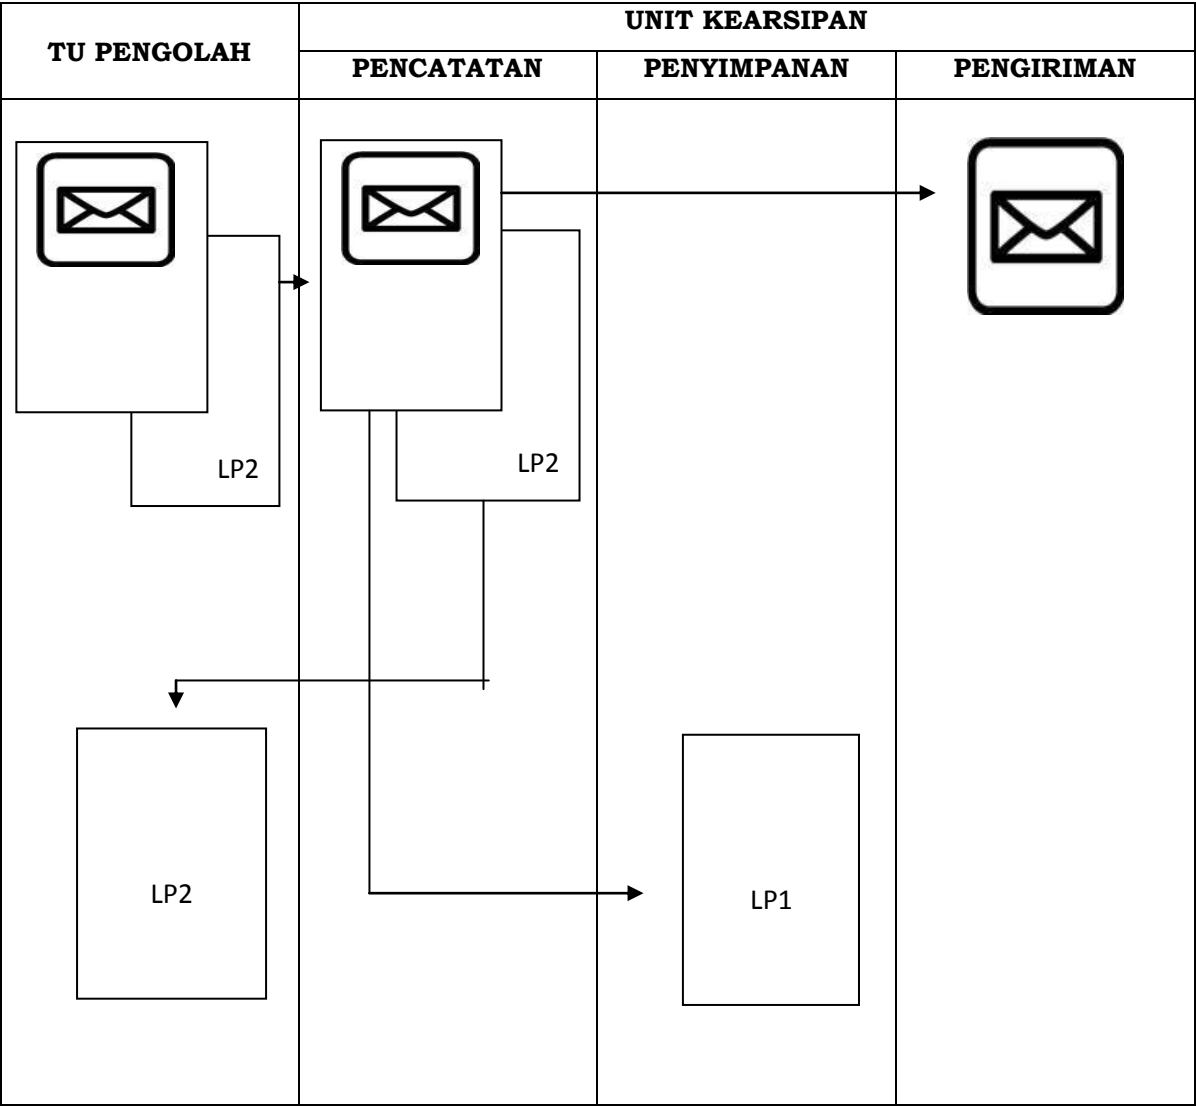 TU PENGOLAH
UNIT KEARSIPAN
PENCATATAN
PENYIMPANAN
PENGIRIMAN
LP2
LP2
LP2
LP1